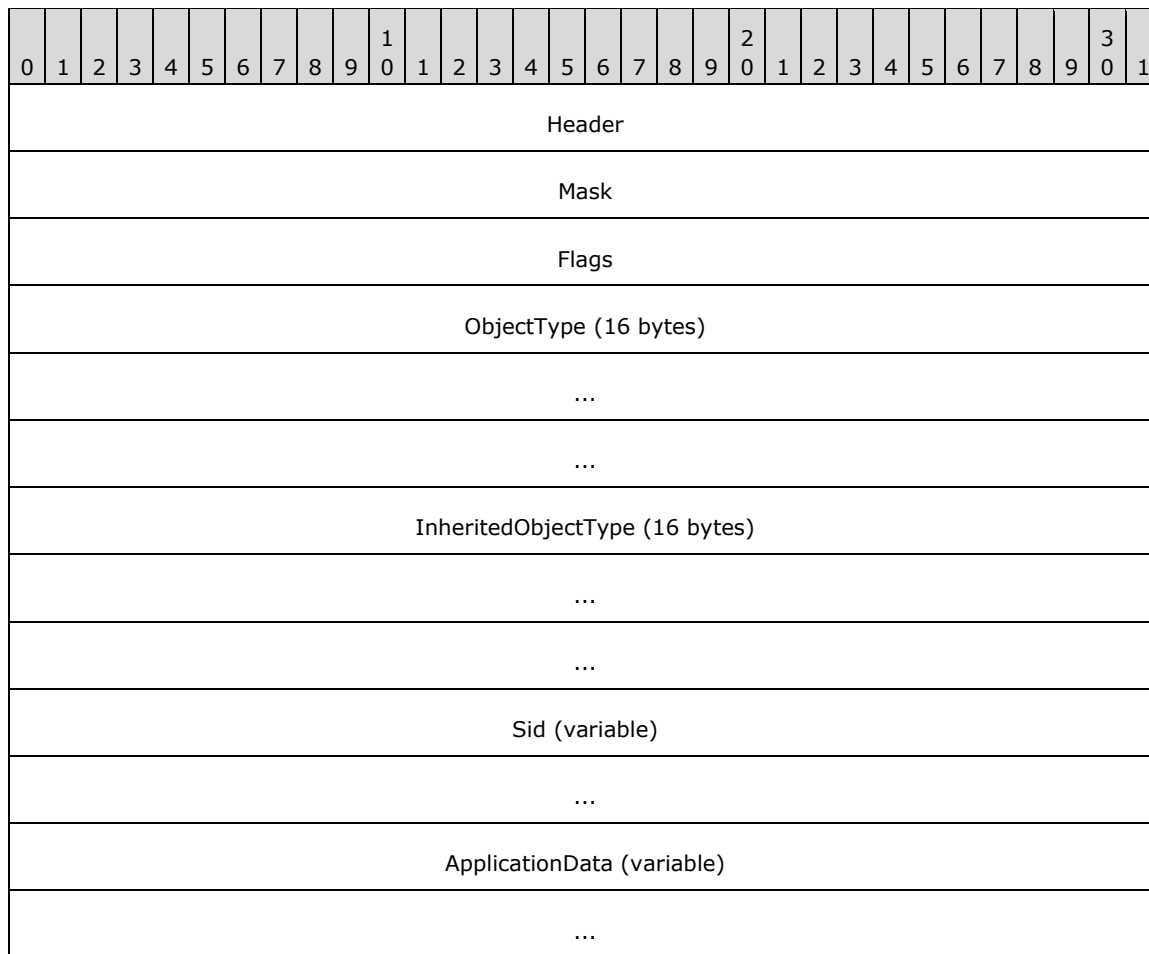 1 2 3
0 1 2 3 4 5 6 7 8 9 0 1 2 3 4 5 6 7 8 9 0 1 2 3 4 5 6 7 8 9 0 1
Header
Mask
Flags
ObjectType (16 bytes)
...
...
InheritedObjectType (16 bytes)
...
...
Sid (variable)
...
ApplicationData (variable)
...